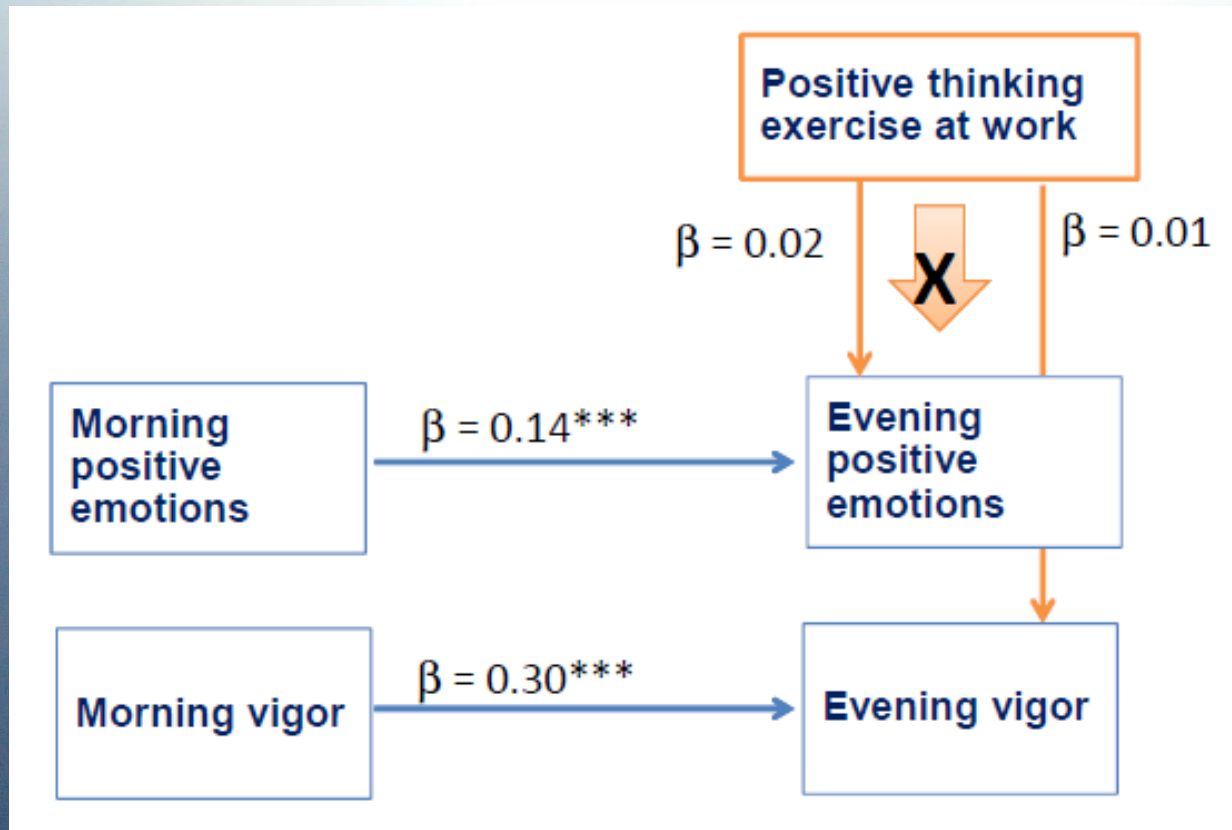 Positive thinking
exercise at work
β = 0.02
X
β = 0.01
Morning
positive
emotions
β = 0.14***
Evening
positive
emotions
Morning vigor
β = 0.30***
Evening vigor